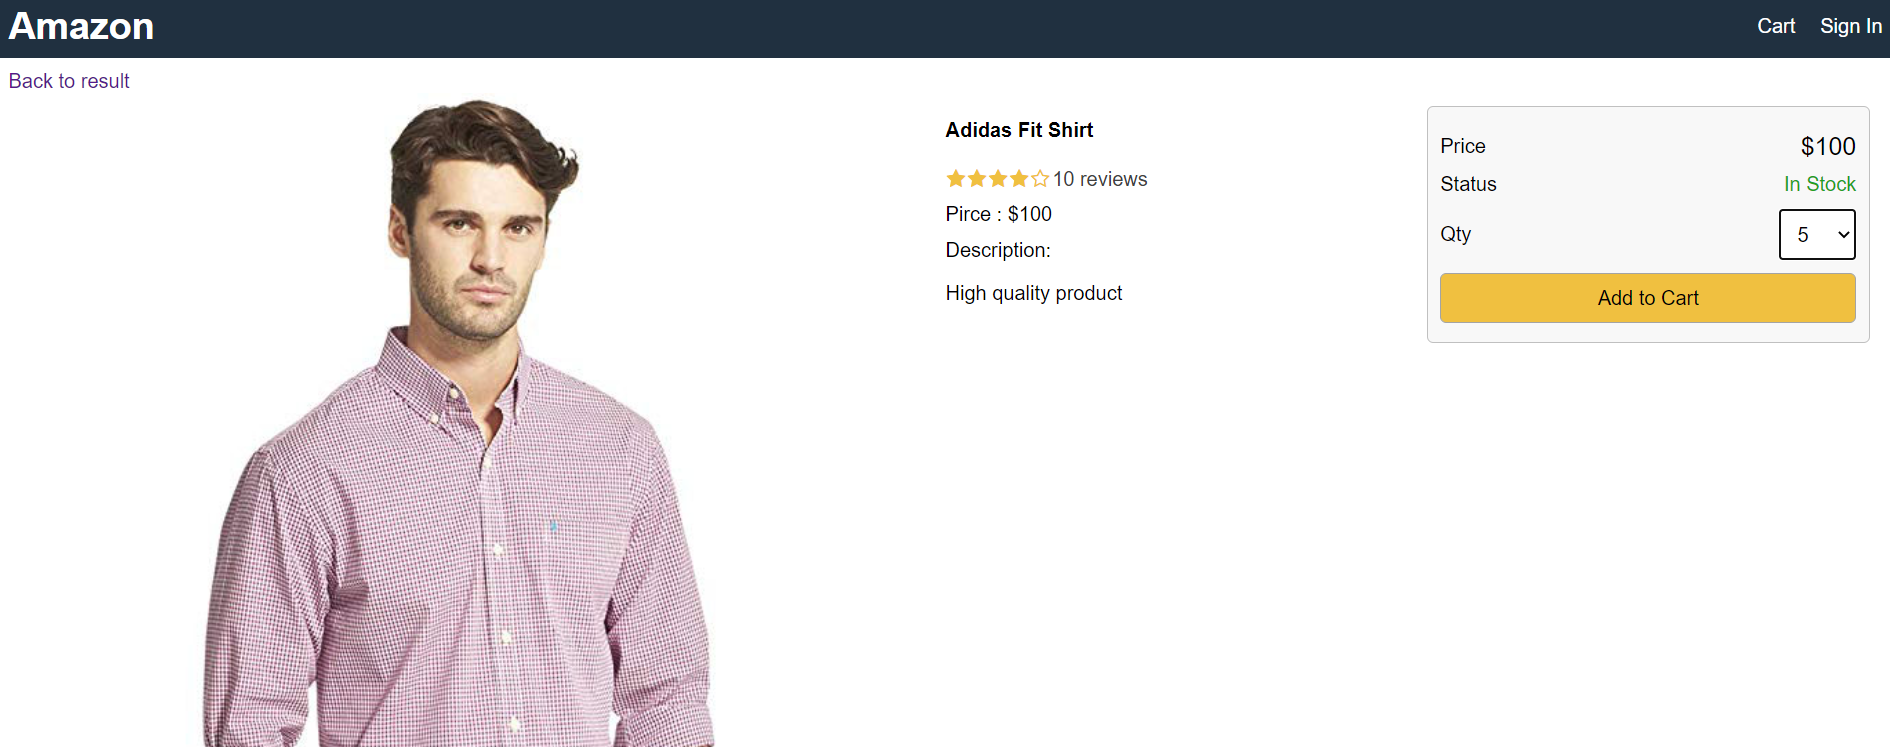 Amazon
Cart Sign In
Back to result
Adidas Fit Shirt
10 reviews
Pirce : $100
Description:
High quality product
Price $100
Status In Stock
Qty 5
Add to Cart